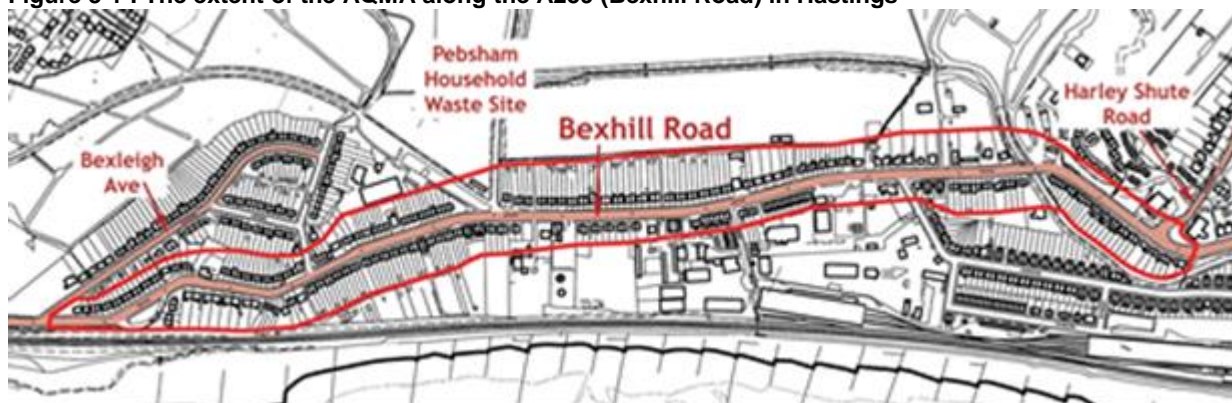 Figure The extent of the AQMA along the (Bexhill Road) in Hastings
Pebsham
Household
Waste Site
Harley Shute
Road
Bexhill Road
Bexleigh
Ave